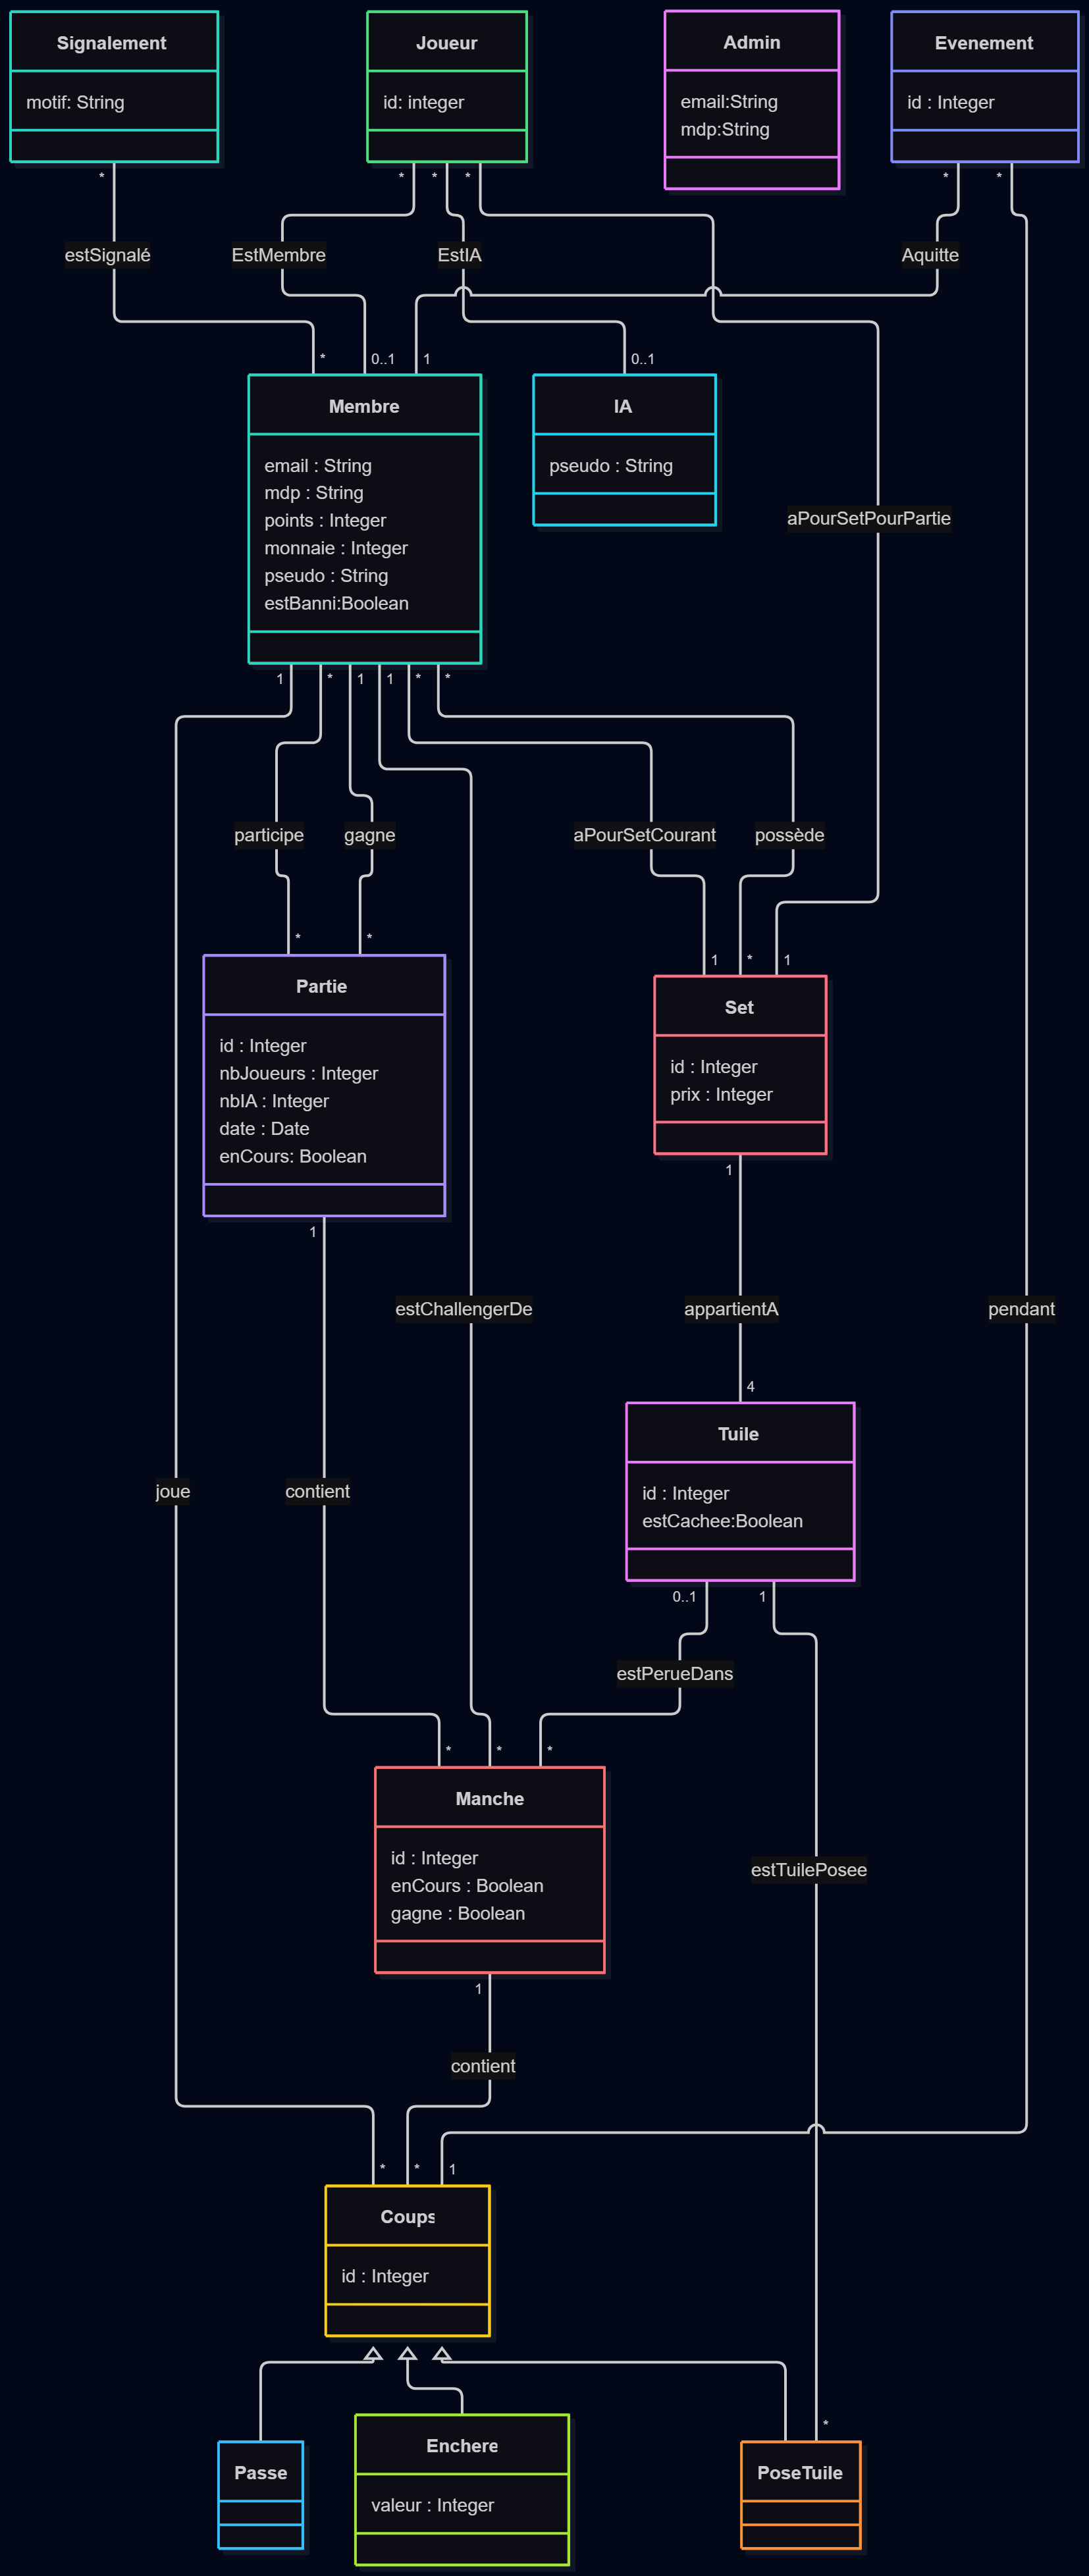 Signalement
motif: String
Joueur
id: integer
Admin
email:String
mdp:String
Evenement
id : Integer
*
*
*
*
*
*
estSignalé
EstMembre
EstIA
Aquitte
*
0..1
1
0..1
Membre
email : String
mdp : String
points : Integer
monnaie : Integer
pseudo : String
estBanni:Boolean
IA
pseudo : String
aPourSetPourPartie
1
*
1
1
*
*
participe
gagne
aPourSetCourant
possède
*
*
1
*
1
Partie
id : Integer
nbJoueurs : Integer
nbIA : Integer
date : Date
enCours: Boolean
Set
id : Integer
prix : Integer
1
1
estChallengerDe
appartientA
pendant
4
Tuile
id : Integer
estCachee:Boolean
joue
contient
0..1
1
estPerueDans
*
*
*
Manche
id : Integer
enCours : Boolean
gagne : Boolean
estTuilePosee
1
contient
*
*
1
Coups
id : Integer
*
Passe
Enchere
valeur : Integer
PoseTuile